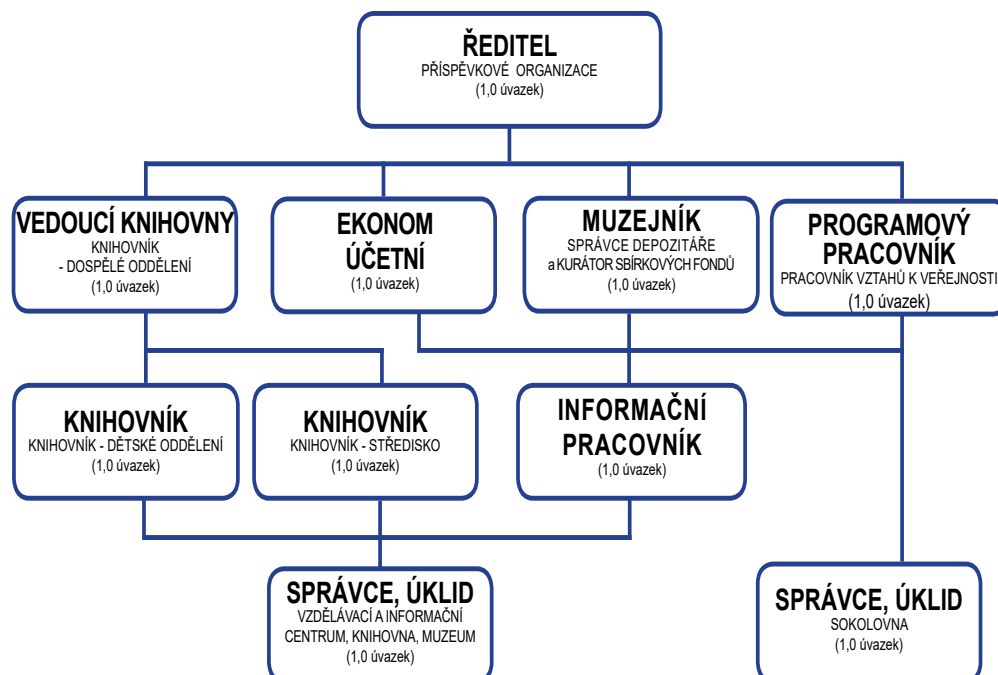 ŘEDITEL
PŘÍSPĚVKOVÉ ORGANIZACE
(1,0 úvazek)
VEDOUCÍ KNIHOVNY
KNIHOVNÍK
- DOSPĚLÉ ODDĚLENÍ
(1,0 úvazek)
EKONOM
ÚČETNÍ
(1,0 úvazek)
MUZEJNÍK
SPRÁVCE DEPOZITÁŘE
a KURÁTOR SBÍRKOVÝCH FONDŮ
(1,0 úvazek)
PROGRAMOVÝ
PRACOVNÍK
PRACOVNÍK VZTAHŮ K VEŘEJNOSTI
(1,0 úvazek)
KNIHOVNÍK
KNIHOVNÍK - DĚTSKÉ ODDĚLENÍ
(1,0 úvazek)
KNIHOVNÍK
KNIHOVNÍK - STŘEDISKO
(1,0 úvazek)
INFORMAČNÍ
PRACOVNÍK
(1,0 úvazek)
SPRÁVCE, ÚKLID
VZDĚLÁVACÍ A INFORMAČNÍ
CENTRUM, KNIHOVNA, MUZEUM
(1,0 úvazek)
SPRÁVCE, ÚKLID
SOKOLOVNA
(1,0 úvazek)